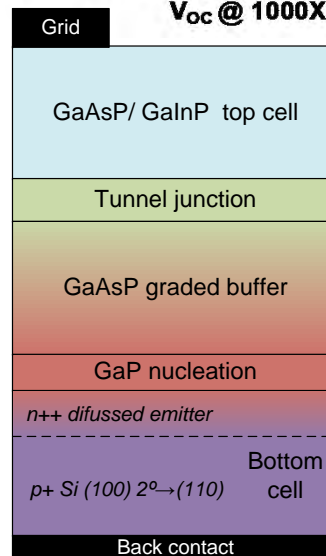 V_OC @ 1000X
Grid
GaAsP/ GaInP top cell
Tunnel junction
GaAsP graded buffer
GaP nucleation
n++ difussed emitter
Bottom
cell
p+ Si (100) 2º→(110)
Back contact